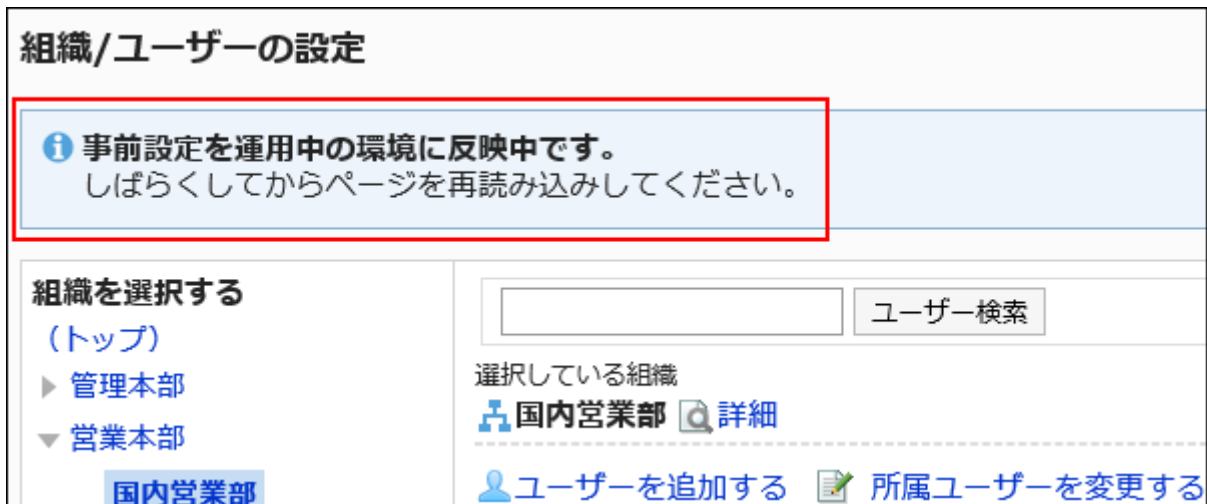 組織/ユーザーの設定
事前設定を運用中の環境に反映中です。
しばらくしてからページを再読み込みしてください。
組織を選択する
（トップ）
管理本部
営業本部
国内営業部
ユーザー検索
選択している組織
国内営業部 詳細
ユーザーを追加する 所属ユーザーを変更する